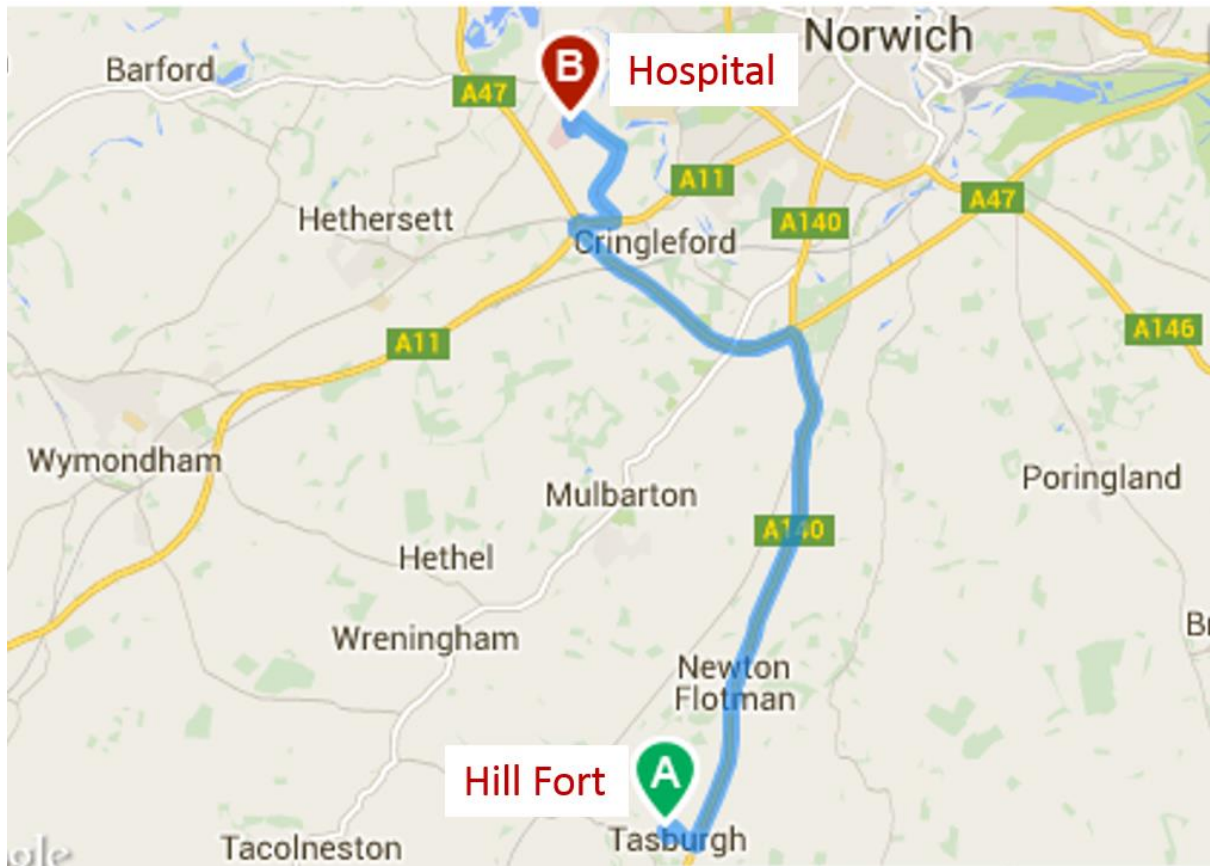 Norwich
Barford
B
Hospital
A47
A11
A47
Hethersett
A140
Cringleford
A11
A146
Wymondham
Poringland
Mulbarton
A140
Hethel
Wreningham
Newton
Flotman
Hill Fort
A
Tasburgh
Tacolneston